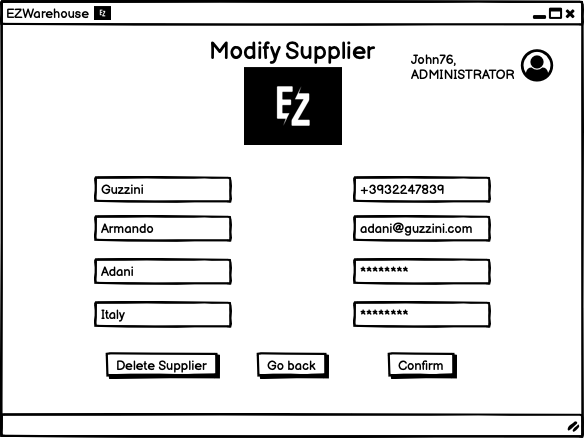 EZWarehouse EZ
Modify Supplier
John76,
ADMINISTRATOR
EZ
Guzzini
+3932247839
Armando
adani@guzzini.com
Adani
********
Italy
********
Delete Supplier
Go back
Confirm